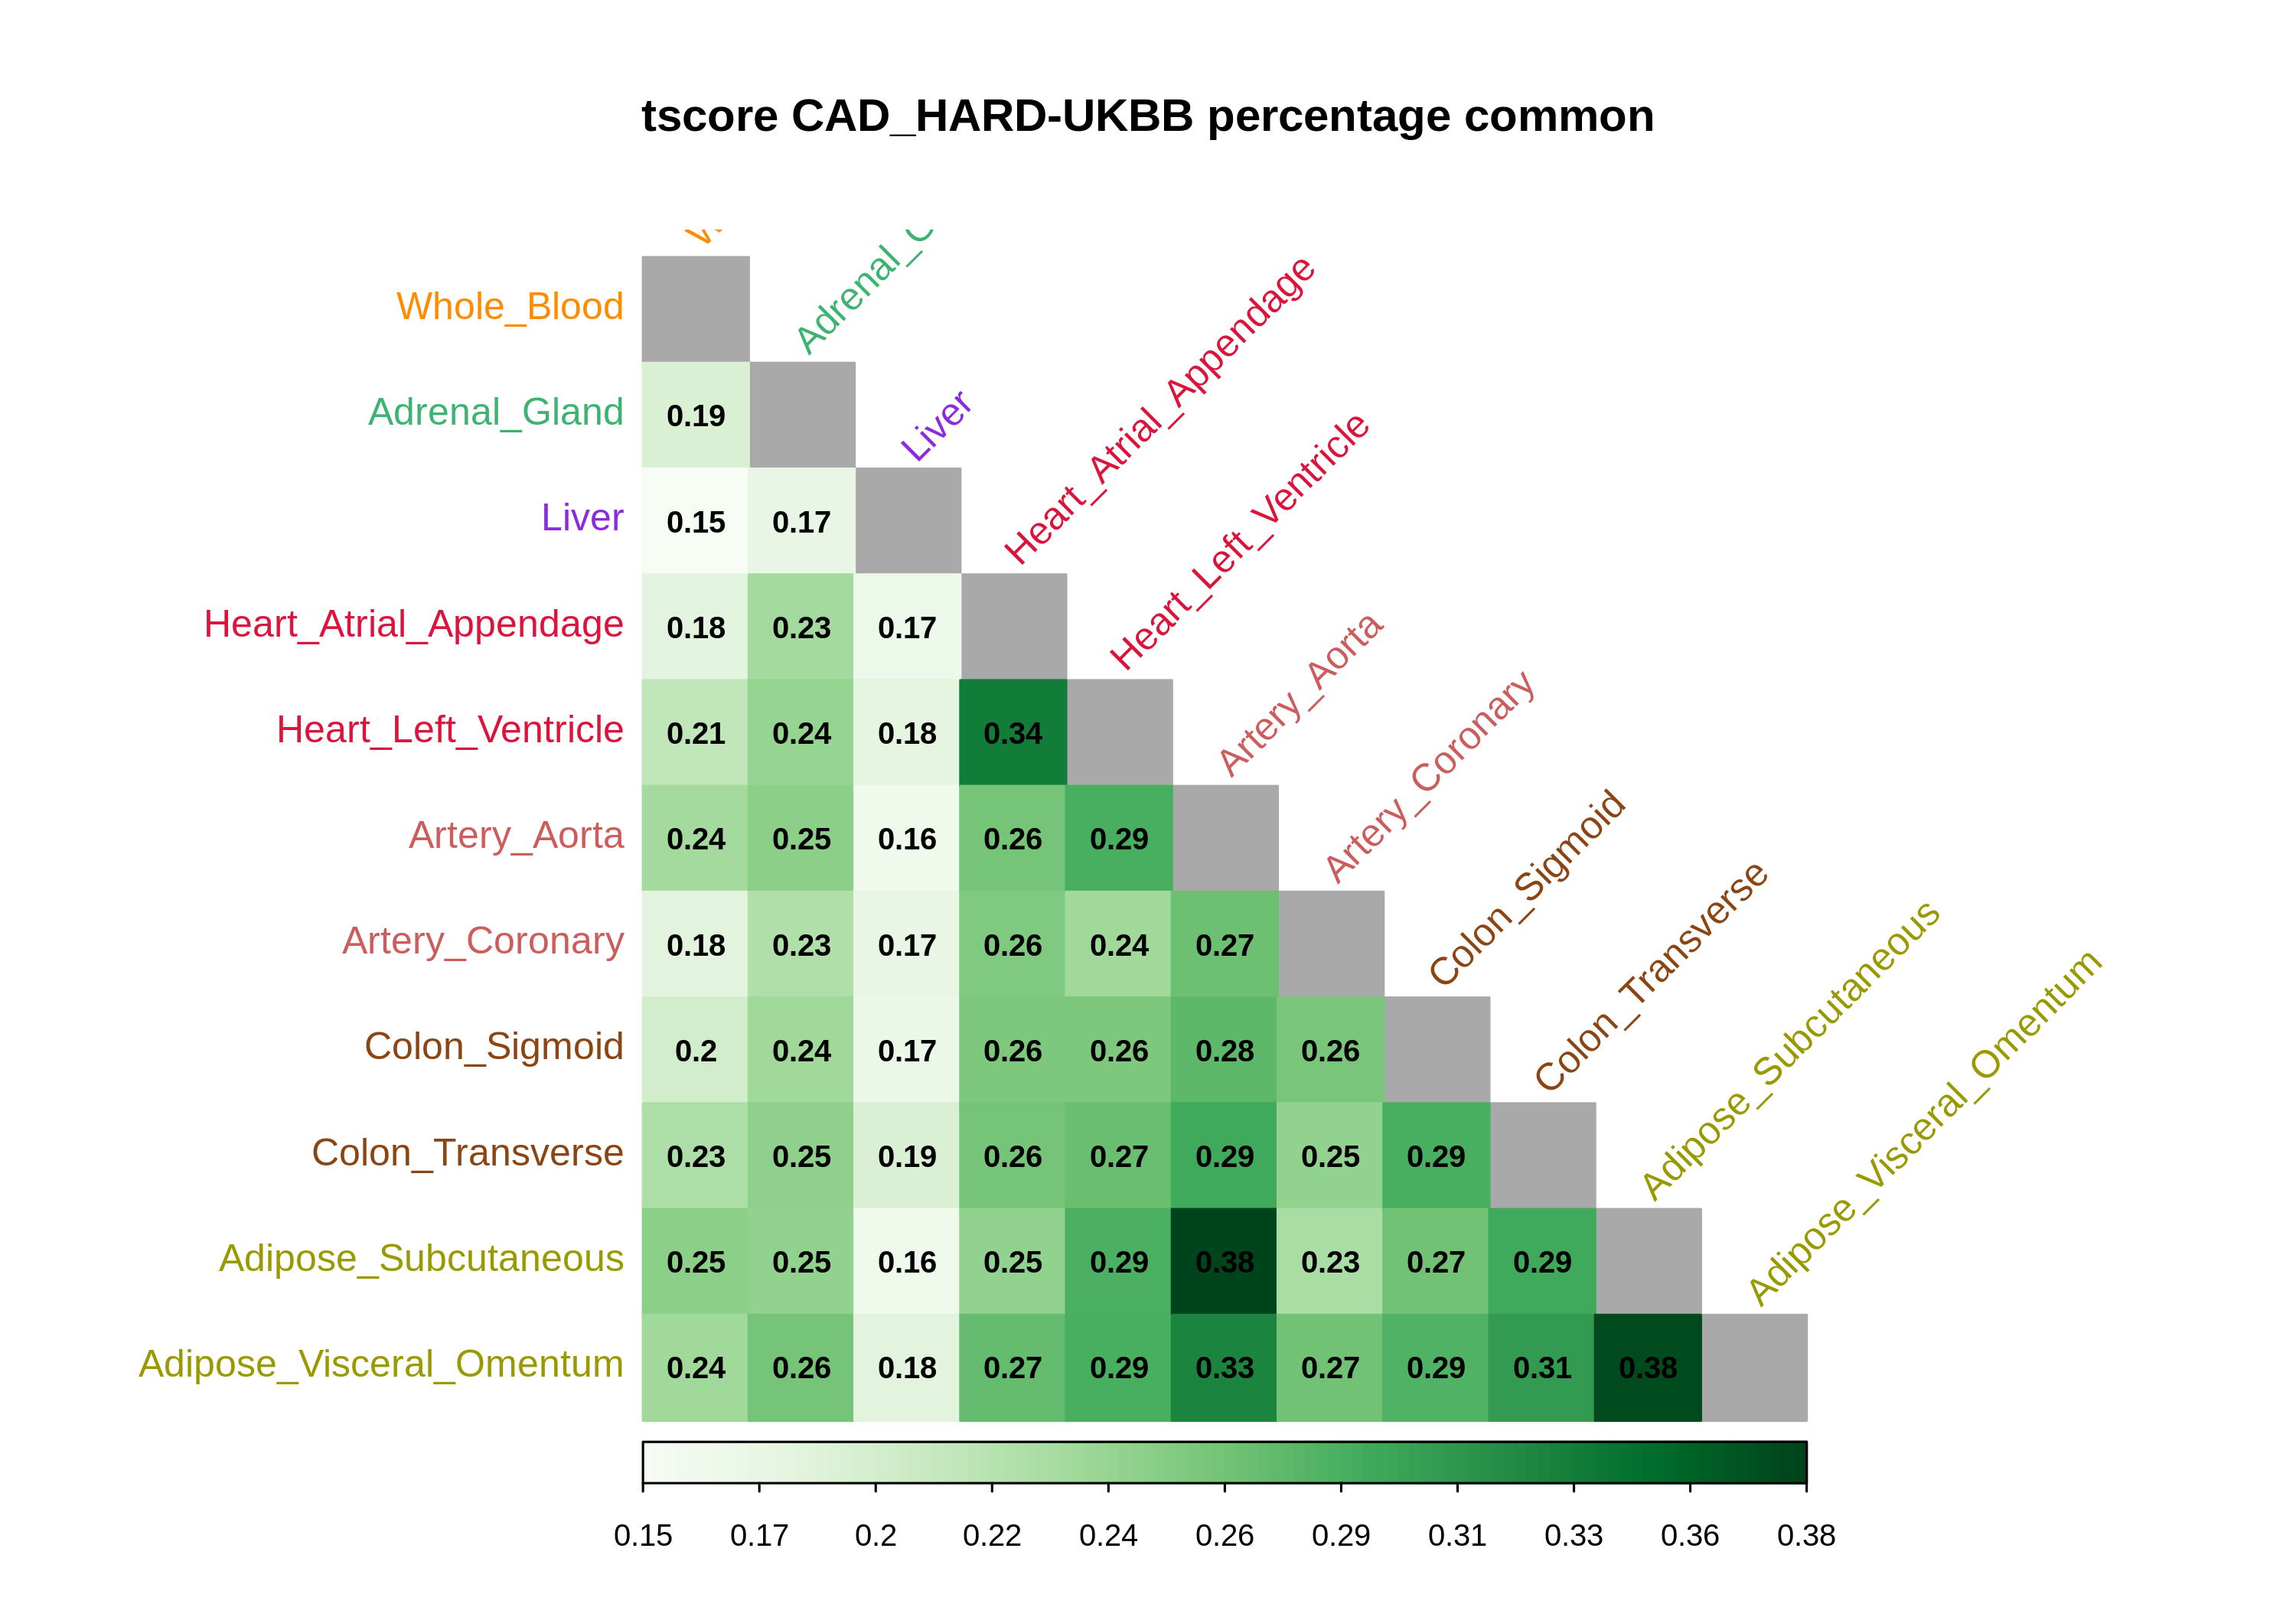 tscore CAD_HARD-UKBB percentage common
Whole_Blood
Adrenal_
Adrenal_Gland 0.19
Liver
Liver 0.15 0.17
Heart_Atrial_Appendage
Heart_Atrial_Appendage 0.18 0.23 0.17
Heart_Left_Ventricle
Heart_Left_Ventricle 0.21 0.24 0.18 0.34
Artery_Aorta
Artery_Aorta 0.24 0.25 0.16 0.26 0.29
Artery_Coronary
Artery_Coronary 0.18 0.23 0.17 0.26 0.24 0.27
Colon_Sigmoid
Colon_Sigmoid 0.2 0.24 0.17 0.26 0.26 0.28 0.26
Colon_Transverse
Colon_Transverse 0.23 0.25 0.19 0.26 0.27 0.29 0.25 0.29
Adipose_Subcutaneous
Adipose_Subcutaneous 0.25 0.25 0.16 0.25 0.29 0.38 0.23 0.27 0.29
Adipose_Visceral_Omentum
Adipose_Visceral_Omentum 0.24 0.26 0.18 0.27 0.29 0.33 0.27 0.29 0.31 0.38
0.15 0.17 0.2 0.22 0.24 0.26 0.29 0.31 0.33 0.36 0.38